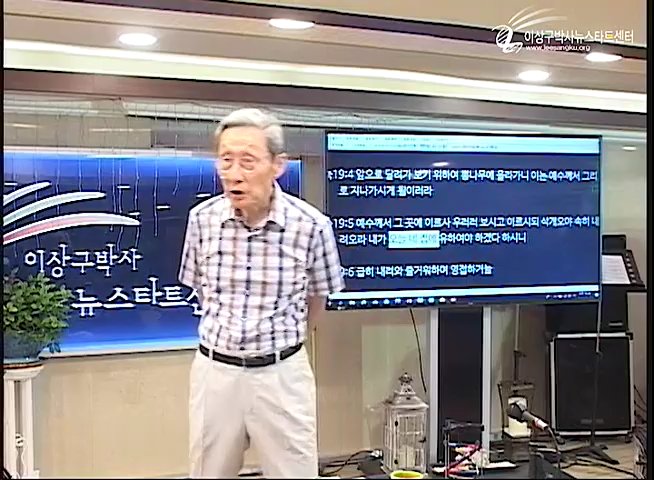 이상구박사뉴스타트센터
www.leesangku.org
19:4 앞으로 달려가 보기 위하여 뽕나무에 올라가니 이는 예수께서 그리
로 지나가시게 됨이러라
19:5 예수께서 그 곳에 이르사 우러러 보시고 이르시되 삭개오야 속히 내
려오라 내가 오늘 네 집에 유하여야 하겠다 하시니
9:6 급히 내려와 즐거워하며 영접하거늘
이상구박사
뉴스타트센